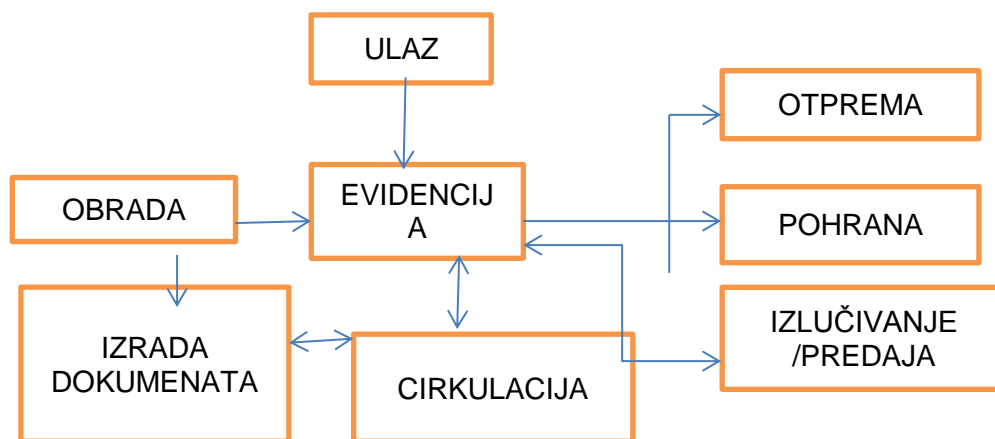 ULAZ
OTPREMA
OBRADA
EVIDENCIJ
A
POHRANA
IZRADA
DOKUMENATA
CIRKULACIJA
IZLUČIVANJE
/PREDAJA